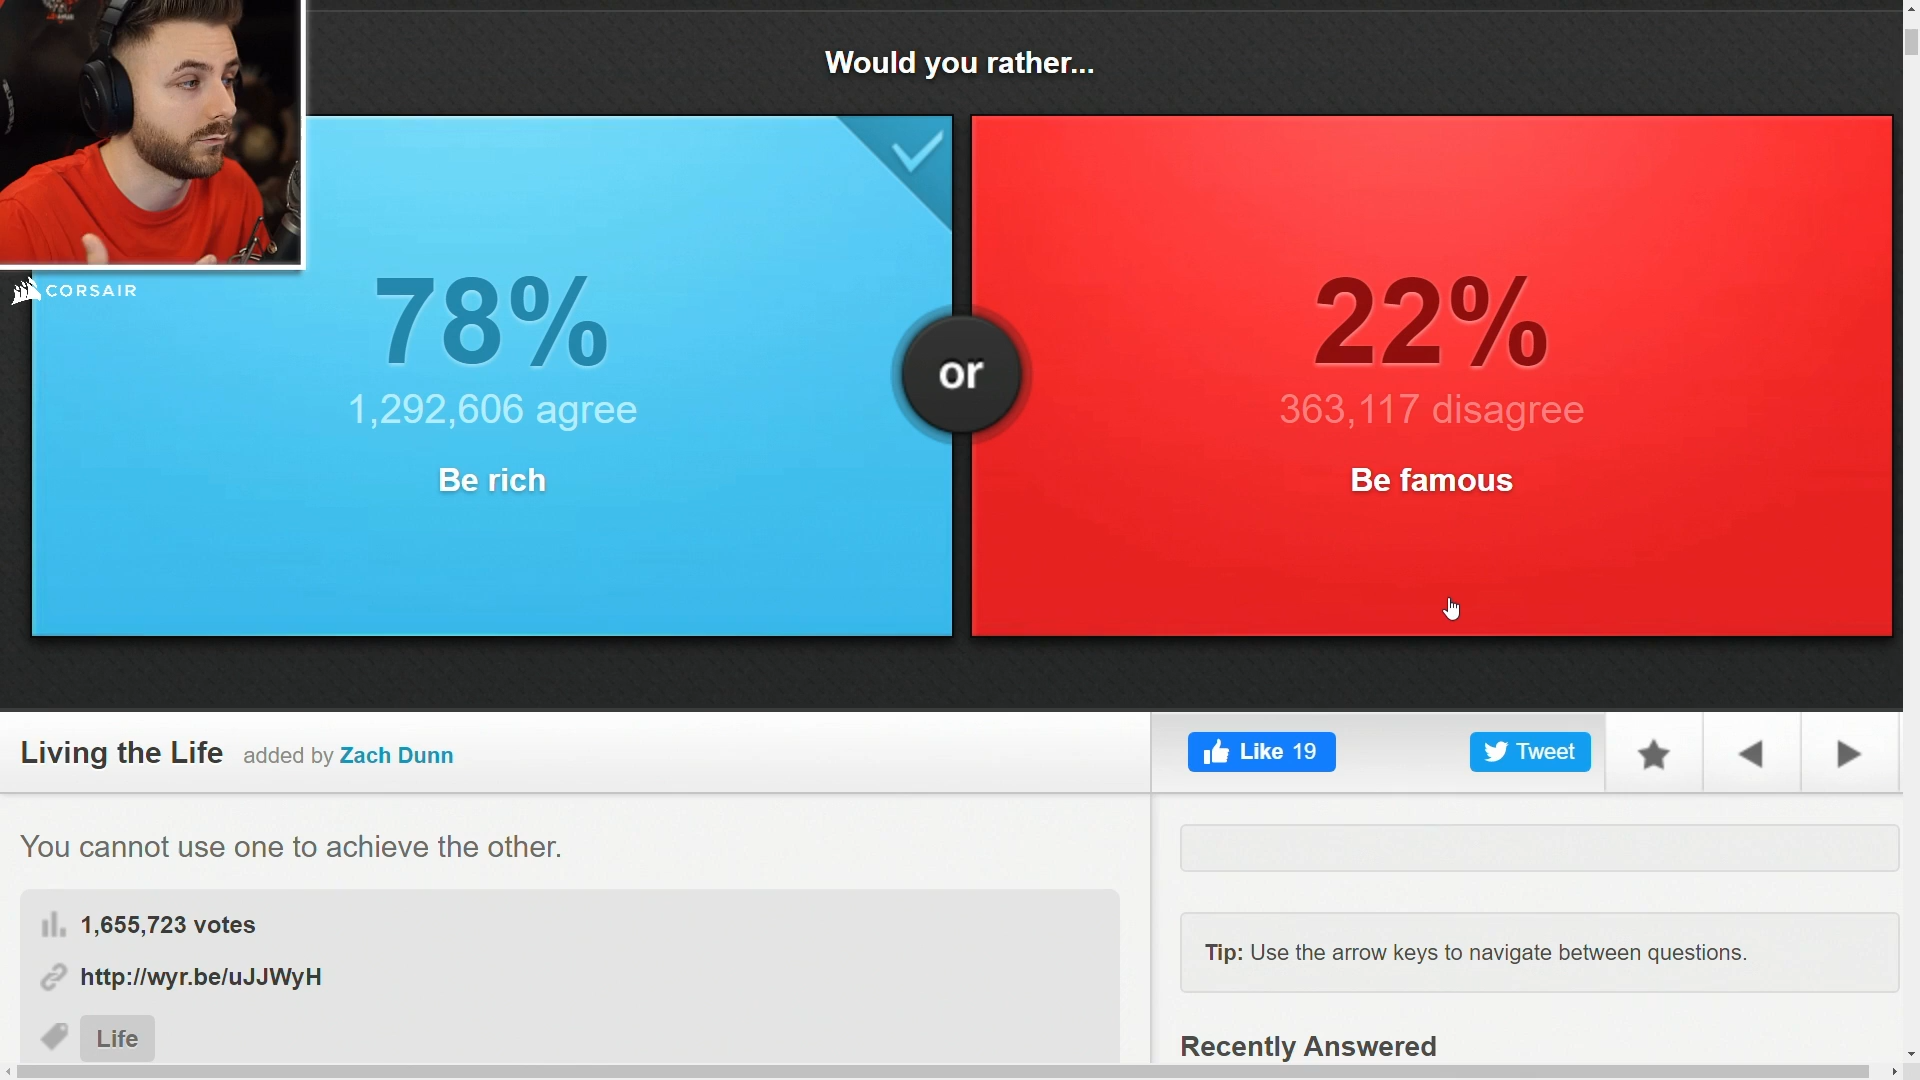 Would you rather...
CORSAIR
78%
1,292,606 agree
Be rich
or
22%
363,117 disagree
Be famous
Living the Life added by Zach Dunn
Like 19
Tweet
You cannot use one to achieve the other.
1,655,723 votes
http://wyr.be/uJJWyH
Life
Tip: Use the arrow keys to navigate between questions.
Recently Answered